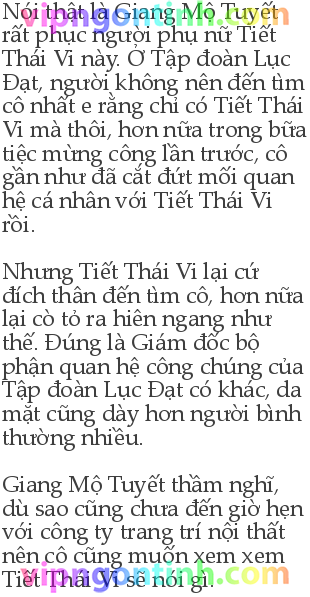 vipngontinh.com
Nói thật là Giang Mộ Tuyết
rất phục người phụ nữ Tiết
Thái Vi này. Ở Tập đoàn Lục
Đạt, người không nên đến tìm
cô nhất e rằng chỉ có Tiết Thái
Vi mà thôi, hơn nữa trong bữa
tiệc mừng công lần trước, cô
gần như đã cắt đứt mối quan
hệ cá nhân với Tiết Thái Vi
rồi.
Nhưng Tiết Thái Vi lại cứ
đích thân đến tìm cô, hơn nữa
lại cò tỏ ra hiên ngang như
thế. Đúng là Giám đốc bộ
phận quan hệ công chúng của
Tập đoàn Lục Đạt có khác, da
mặt cũng dày hơn người bình
thường nhiều.
Giang Mộ Tuyết thầm nghĩ,
dù sao cũng chưa đến giờ hẹn
với công ty trang trí nội thất
nên cô cũng muốn xem xem
Tiết Thái Vi sẽ nói gì.
vipngontinh.com